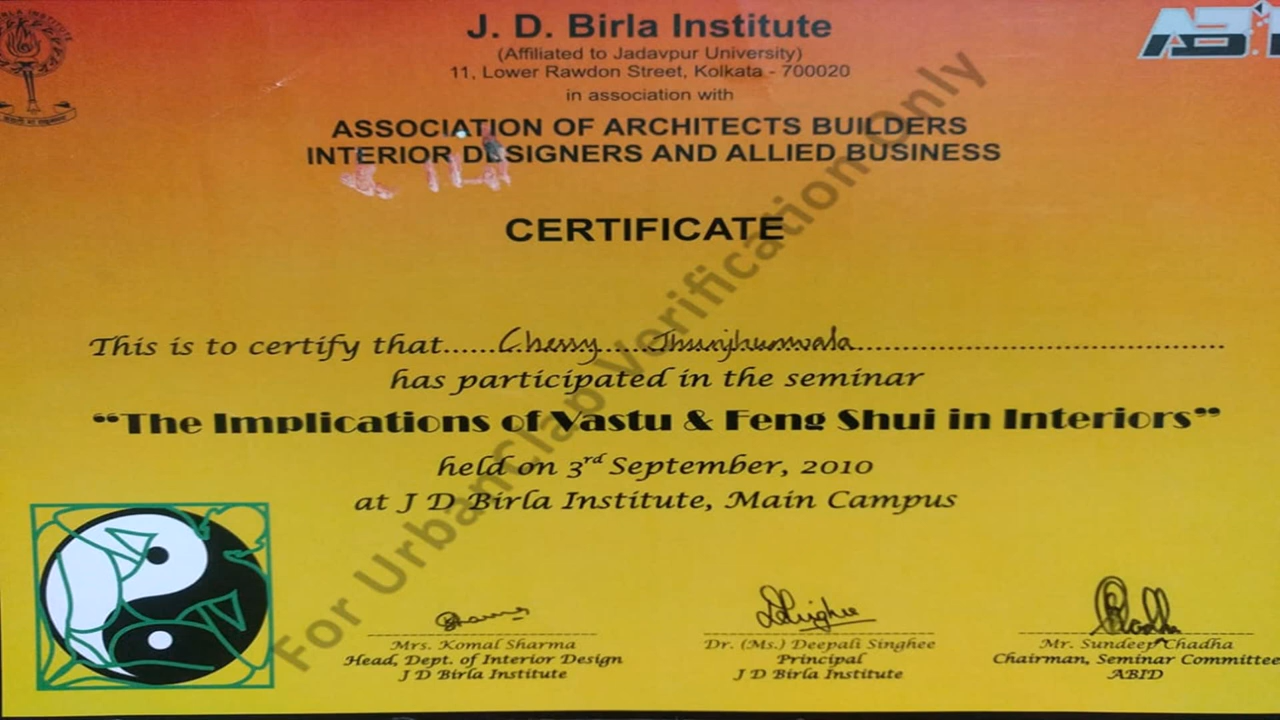 J. D. Birla Institute
(Affiliated to Jadavpur University)
11, Lower Rawdon Street, Kolkata - 700020
in association with
ASSOCIATION OF ARCHITECTS BUILDERS
INTERIOR DESIGNERS AND ALLIED BUSINESS
CERTIFICATE
This is to certify that......Cherry......Jhunjhunwala......
has participated in the seminar
“The Implications of Vastu & Feng Shui in Interiors”
held on 3rd September, 2010
at J D Birla Institute, Main Campus
For UrbanClap Verification Only
Mrs. Komal Sharma
Head, Dept. of Interior Design
J D Birla Institute
Dr. (Ms.) Deepali Singhee
Principal
J D Birla Institute
Mr. Sundeep Chadha
Chairman, Seminar Committee
ABID